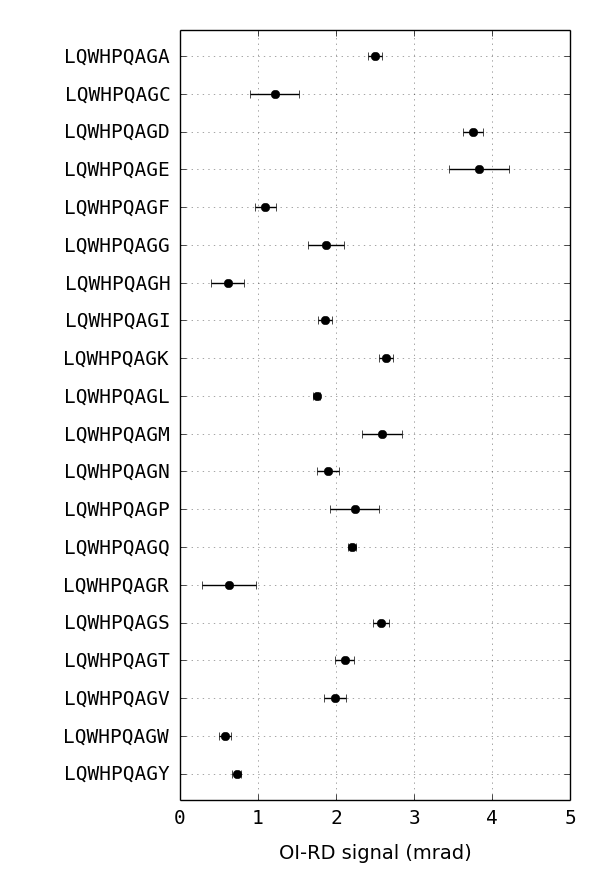 LQWHPQAGA
LQWHPQAGC
LQWHPQAGD
LQWHPQAGE
LQWHPQAGF
LQWHPQAGG
LQWHPQAGH
LQWHPQAGI
LQWHPQAGK
LQWHPQAGL
LQWHPQAGM
LQWHPQAGN
LQWHPQAGP
LQWHPQAGQ
LQWHPQAGR
LQWHPQAGS
LQWHPQAGT
LQWHPQAGV
LQWHPQAGW
LQWHPQAGY
0 1 2 3 4 5
OI-RD signal (mrad)